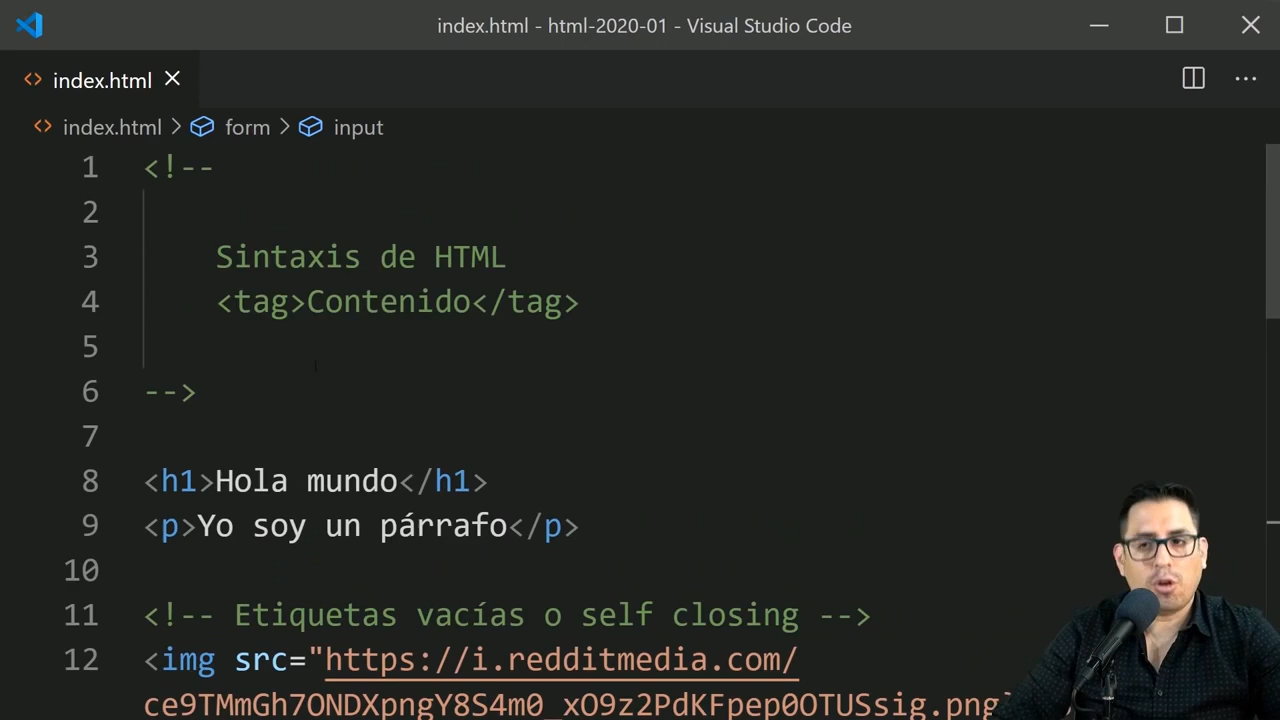 index.html - html-2020-01 - Visual Studio Code
index.html
index.html > form > input
1 <!--
2
3 Sintaxis de HTML
4 <tag>Contenido</tag>
5
6 -->
7
8 <h1>Hola mundo</h1>
9 <p>Yo soy un párrafo</p>
10
11 <!-- Etiquetas vacías o self closing -->
12 <img src="https://i.redditmedia.com/
ce9TMmGh7ONDXpngY8S4m0_xO9z2PdKFpep0OTUSsig.png